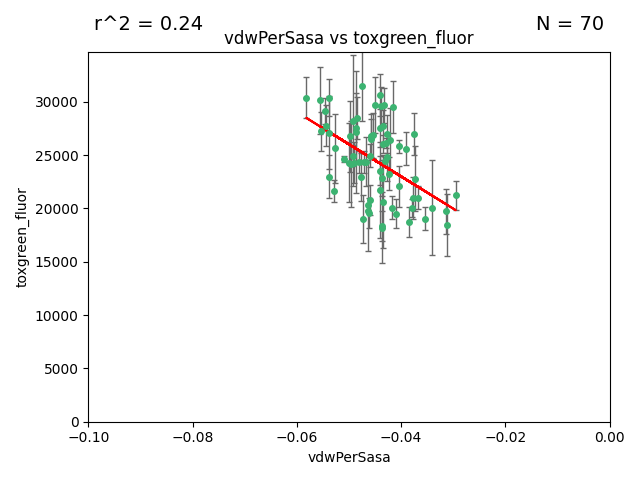 r^2 = 0.24
N = 70
vdwPerSasa vs toxgreen_fluor
toxgreen_fluor
30000
25000
20000
15000
10000
5000
0
−0.10
−0.08
−0.06
−0.04
−0.02
0.00
vdwPerSasa